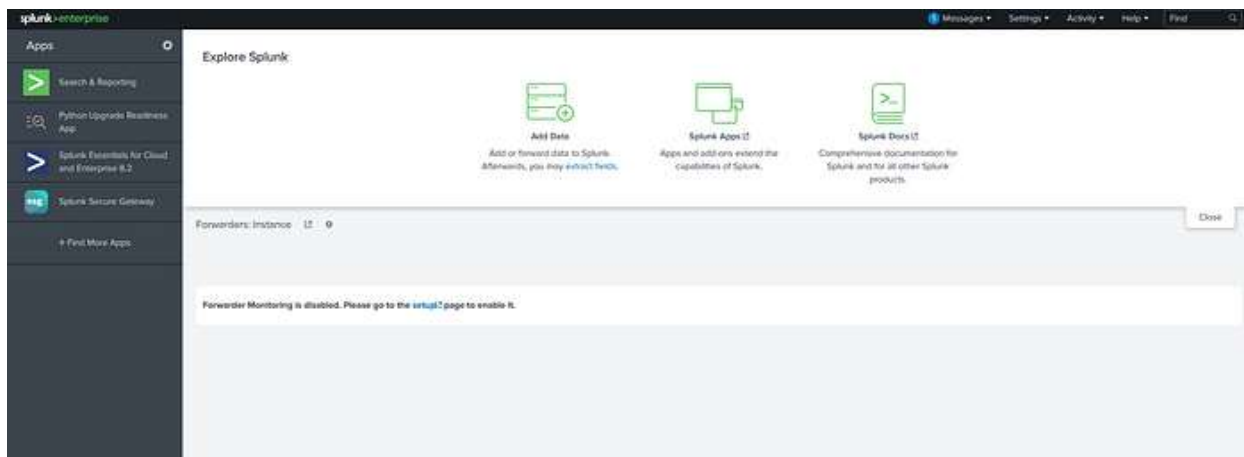 splunk>enterprise
Messages Settings Activity Help Find
Apps
Search & Reporting
Python Upgrade Readiness
App
Splunk Essentials for Cloud
and Enterprise 8.2
ssg
Splunk Secure Gateway
+ Find More Apps
Explore Splunk
Add Data
Add or forward data to Splunk.
Afterwards, you may extract fields.
Splunk Apps
Apps and add-ons extend the
capabilities of Splunk.
Splunk Docs
Comprehensive documentation for
Splunk and for all other Splunk
products.
Close
Forwarders: Instance
Forwarder Monitoring is disabled. Please go to the setup page to enable it.